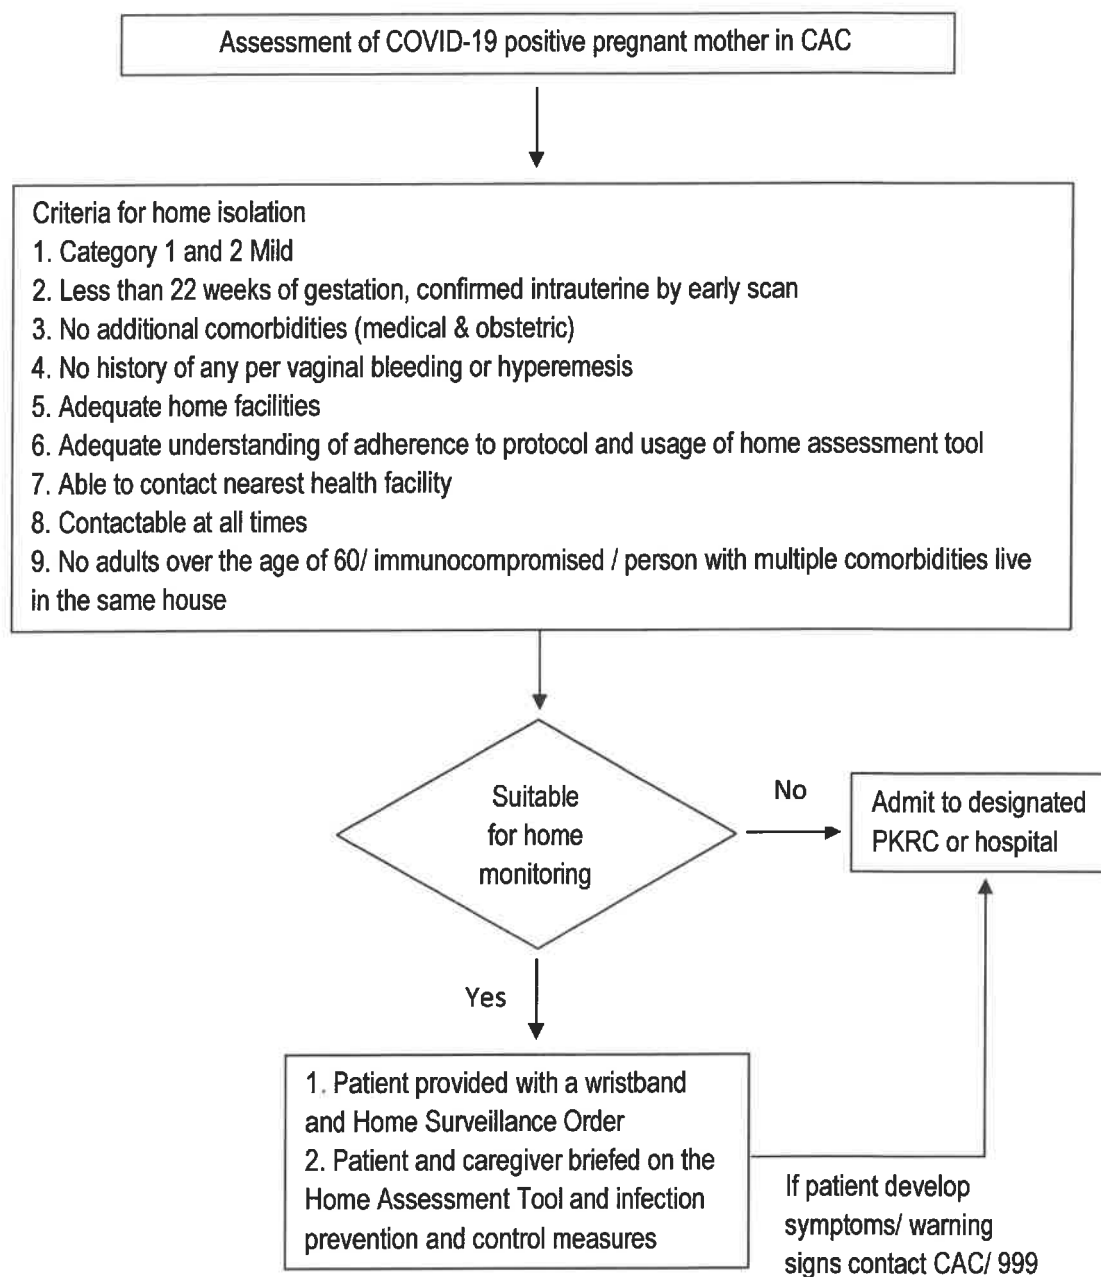 Assessment of COVID-19 positive pregnant mother in CAC
Criteria for home isolation
1. Category 1 and 2 Mild
2. Less than 22 weeks of gestation, confirmed intrauterine by early scan
3. No additional comorbidities (medical & obstetric)
4. No history of any per vaginal bleeding or hyperemesis
5. Adequate home facilities
6. Adequate understanding of adherence to protocol and usage of home assessment tool
7. Able to contact nearest health facility
8. Contactable at all times
9. No adults over the age of 60/ immunocompromised / person with multiple comorbidities live
in the same house
Suitable
for home
monitoring
No
Admit to designated
PKRC or hospital
Yes
1. Patient provided with a wristband
and Home Surveillance Order
2. Patient and caregiver briefed on the
Home Assessment Tool and infection
prevention and control measures
If patient develop
symptoms/ warning
signs contact CAC/ 999